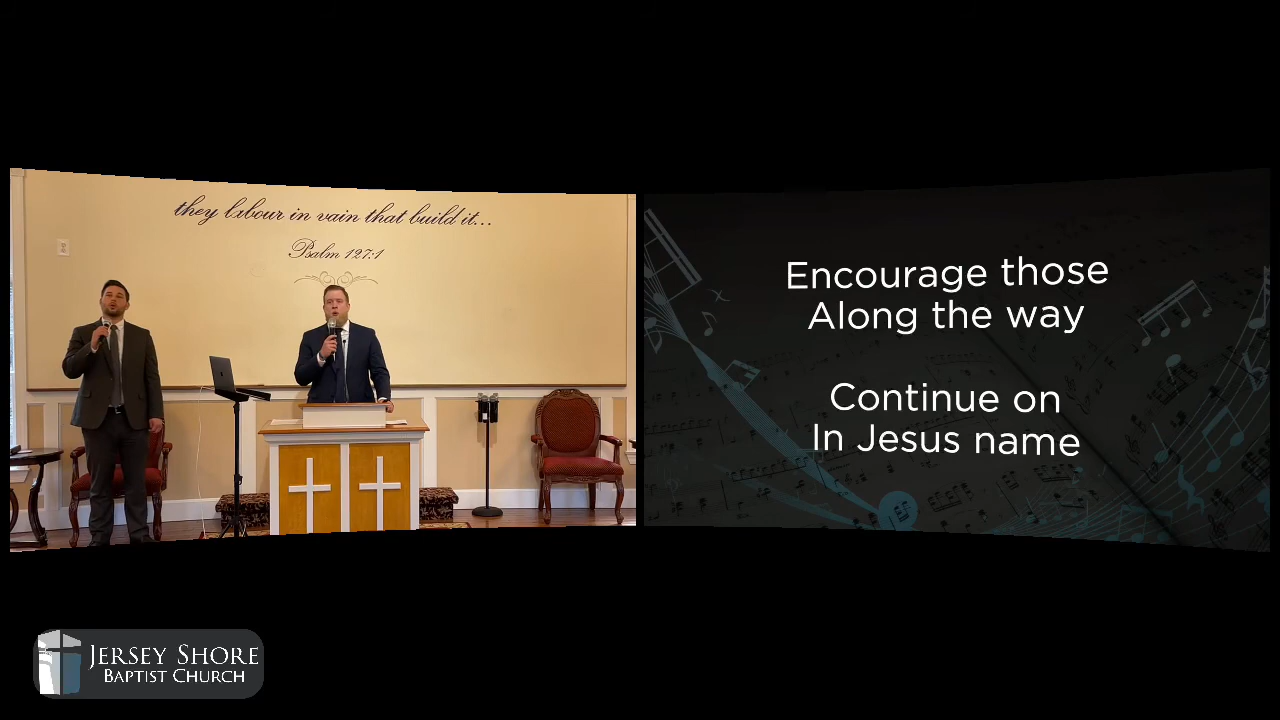 they labour in vain that build it...
Psalm 127:1
Encourage those
Along the way
Continue on
In Jesus name
JERSEY SHORE
BAPTIST CHURCH